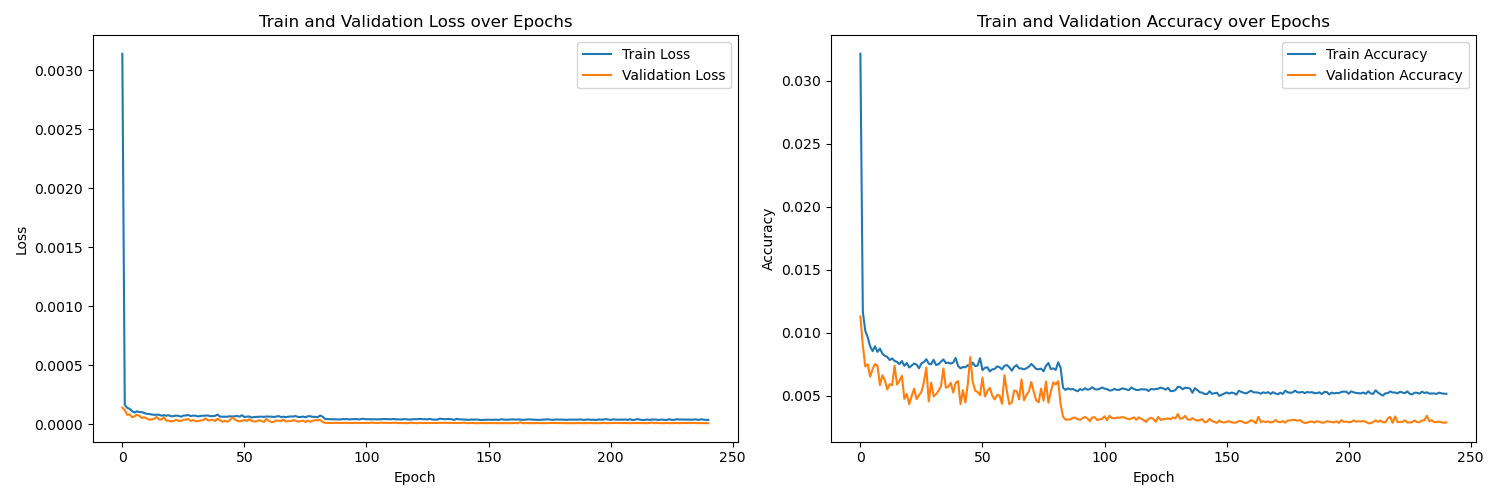 Train and Validation Loss over Epochs
Train Loss
Validation Loss
0.0030
0.0025
0.0020
0.0015
0.0010
0.0005
0.0000
Loss
0
50
100
150
200
250
Epoch
Train and Validation Accuracy over Epochs
Train Accuracy
Validation Accuracy
0.030
0.025
0.020
0.015
0.010
0.005
Accuracy
0
50
100
150
200
250
Epoch